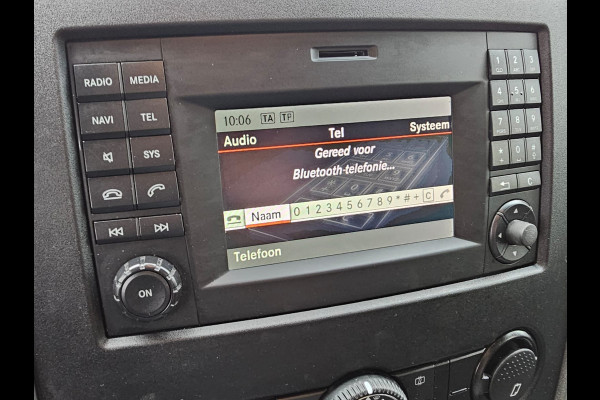 RADIO MEDIA
NAVI TEL
SYS
ON
10:06 TA TP
Audio Tel Systeem
Gereed voor
Bluetooth-telefonie...
Naam 0 1 2 3 4 5 6 7 8 9 * # + C
Telefoon
1 2 3
4 5 6
7 8 9
* 0 #
C